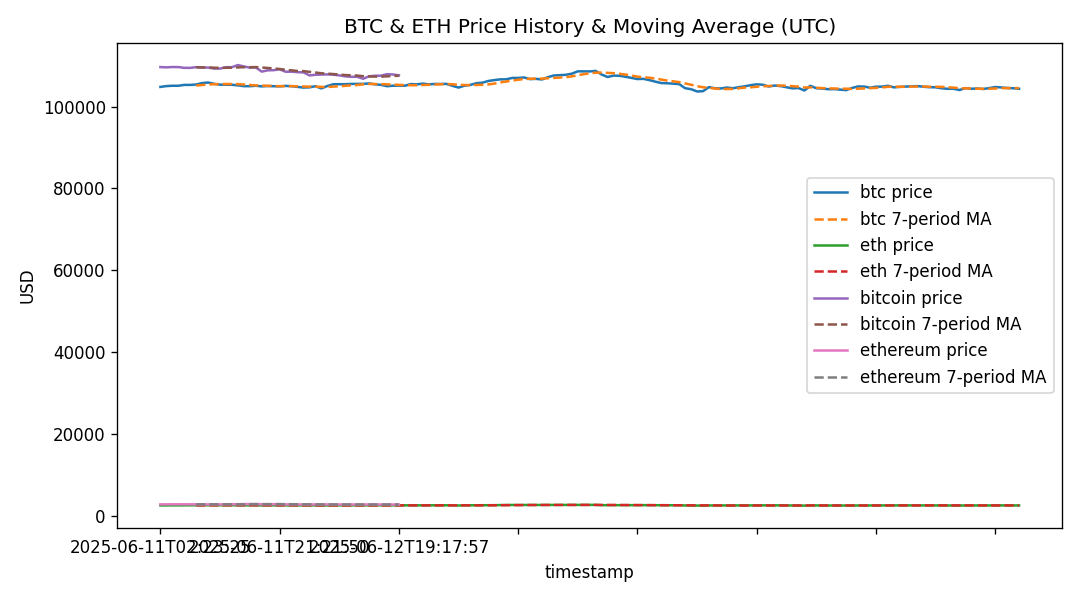 BTC & ETH Price History & Moving Average (UTC)
USD
100000
80000
60000
40000
20000
0
btc price
btc 7-period MA
eth price
eth 7-period MA
bitcoin price
bitcoin 7-period MA
ethereum price
ethereum 7-period MA
2025-06-12T19:17:57
timestamp